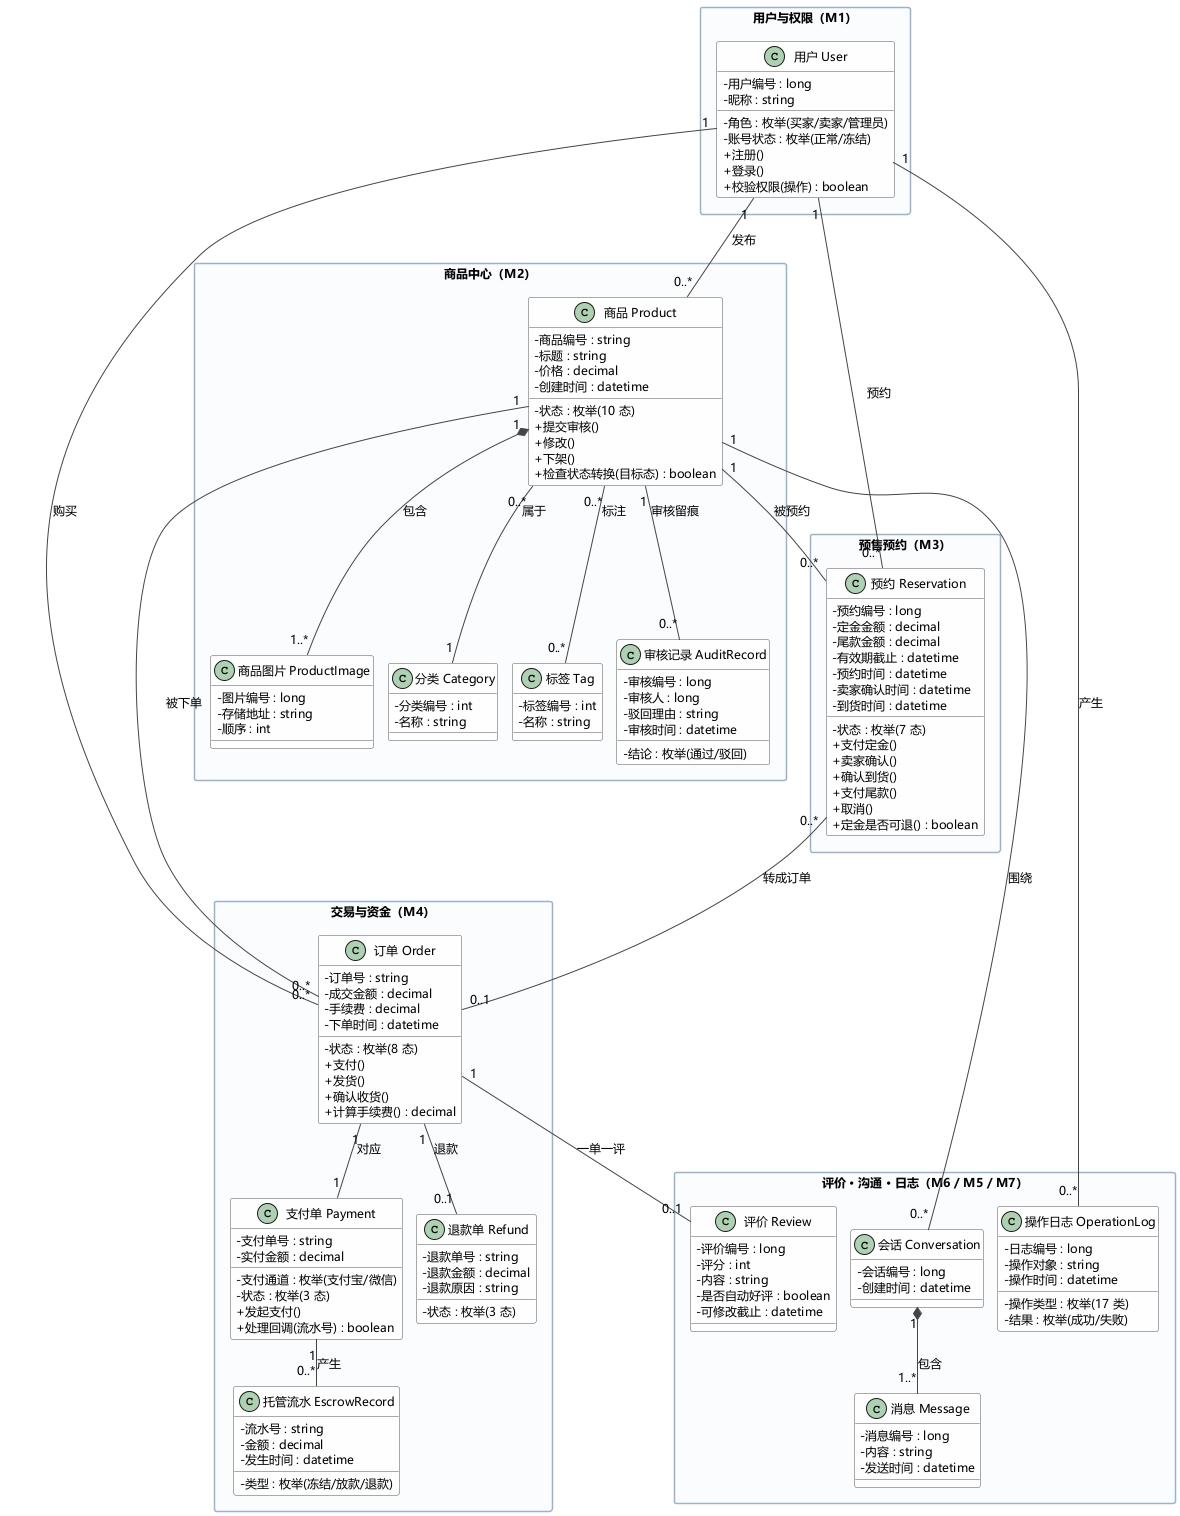 用户与权限（M1）
C 用户 User
-用户编号 : long
-昵称 : string
-角色 : 枚举(买家/卖家/管理员)
-账号状态 : 枚举(正常/冻结)
+注册()
+登录()
+校验权限(操作) : boolean
1
1
1
1
发布
0..*
商品中心（M2）
C 商品 Product
-商品编号 : string
-标题 : string
-价格 : decimal
-创建时间 : datetime
-状态 : 枚举(10 态)
+提交审核()
+修改()
+下架()
+检查状态转换(目标态) : boolean
1
1
1
1
预约
购买
包含
0..*
属于
0..*
标注
1
审核留痕
被预约
0..*
预售预约（M3）
0..*
C 预约 Reservation
-预约编号 : long
-定金金额 : decimal
-尾款金额 : decimal
-有效期截止 : datetime
-预约时间 : datetime
-卖家确认时间 : datetime
-到货时间 : datetime
-状态 : 枚举(7 态)
+支付定金()
+卖家确认()
+确认到货()
+支付尾款()
+取消()
+定金是否可退() : boolean
1..*
1
0..*
0..*
C 商品图片 ProductImage
-图片编号 : long
-存储地址 : string
-顺序 : int
C 分类 Category
-分类编号 : int
-名称 : string
C 标签 Tag
-标签编号 : int
-名称 : string
C 审核记录 AuditRecord
-审核编号 : long
-审核人 : long
-驳回理由 : string
-审核时间 : datetime
-结论 : 枚举(通过/驳回)
被下单
产生
0..*
转成订单
围绕
交易与资金（M4）
C 订单 Order
-订单号 : string
-成交金额 : decimal
-手续费 : decimal
-下单时间 : datetime
-状态 : 枚举(8 态)
+支付()
+发货()
+确认收货()
+计算手续费() : decimal
0..*
0..*
0..1
1
1
对应
1
1
退款
0..1
一单一评
0..1
C 支付单 Payment
-支付单号 : string
-实付金额 : decimal
-支付通道 : 枚举(支付宝/微信)
-状态 : 枚举(3 态)
+发起支付()
+处理回调(流水号) : boolean
C 退款单 Refund
-退款单号 : string
-退款金额 : decimal
-退款原因 : string
-状态 : 枚举(3 态)
1
产生
0..*
C 托管流水 EscrowRecord
-流水号 : string
-金额 : decimal
-发生时间 : datetime
-类型 : 枚举(冻结/放款/退款)
评价・沟通・日志（M6 / M5 / M7）
0..*
0..*
C 评价 Review
-评价编号 : long
-评分 : int
-内容 : string
-是否自动好评 : boolean
-可修改截止 : datetime
C 会话 Conversation
-会话编号 : long
-创建时间 : datetime
C 操作日志 OperationLog
-日志编号 : long
-操作对象 : string
-操作时间 : datetime
-操作类型 : 枚举(17 类)
-结果 : 枚举(成功/失败)
1
包含
1..*
C 消息 Message
-消息编号 : long
-内容 : string
-发送时间 : datetime